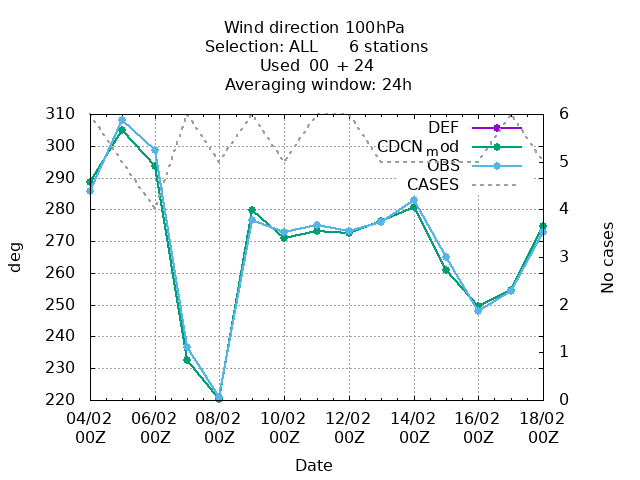 Wind direction 100hPa
Selection: ALL 6 stations
Used 00 + 24
Averaging window: 24h
310 6
DEF
300 CDCN_mod
5
OBS
290
CASES
280 4
270
3
260
250 2
240
1
230
220 0
deg
No cases
04/02 06/02 08/02 10/02 12/02 14/02 16/02 18/02
00Z 00Z 00Z 00Z 00Z 00Z 00Z 00Z
Date